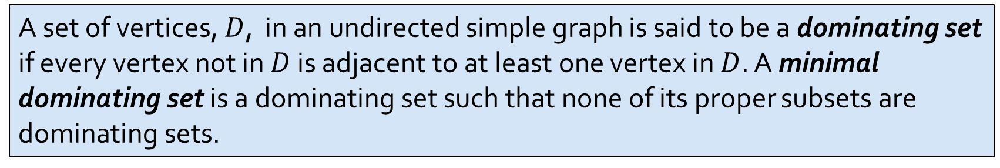 A set of vertices, D, in an undirected simple graph is said to be a dominating set
if every vertex not in D is adjacent to at least one vertex in D. A minimal
dominating set is a dominating set such that none of its proper subsets are
dominating sets.